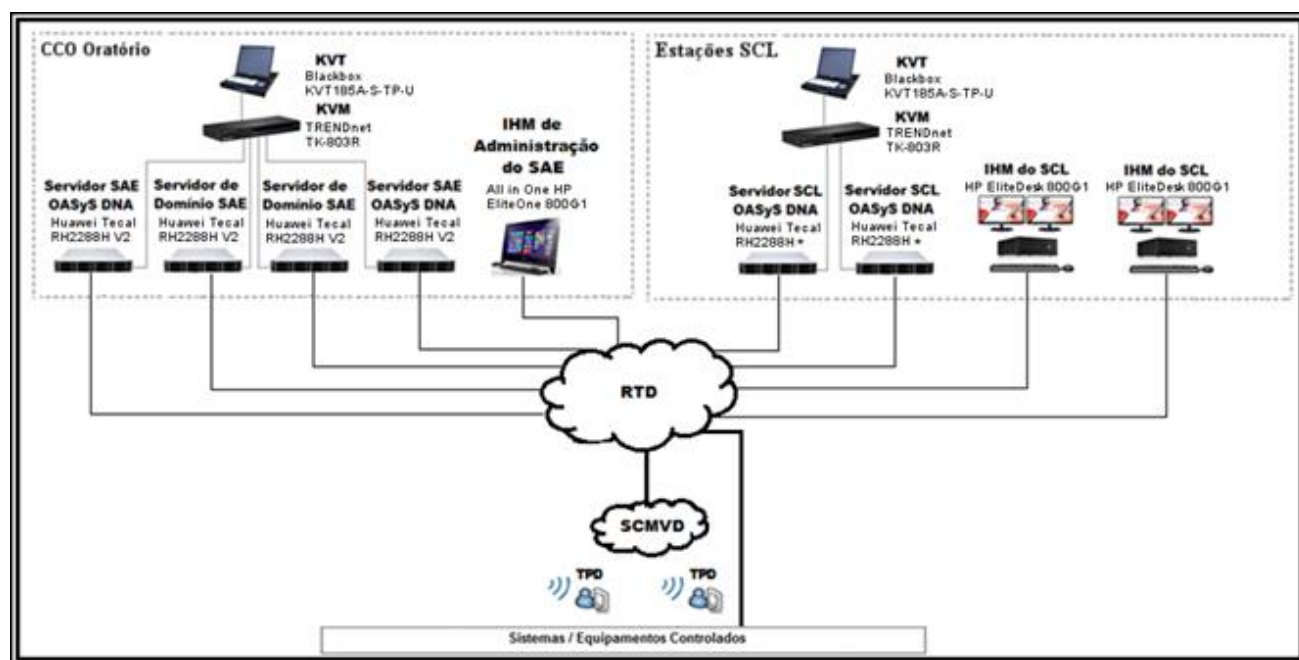 CCO Oratório
KVT
Blackbox
KVT185A-S-TP-U
KVM
TRENDnet
TK-803R
IHM de
Administração
do SAE
All in One HP
EliteOne 800G1
Servidor SAE
OASyS DNA
Huawei Tecal
RH2288H V2
Servidor de
Domínio SAE
Huawei Tecal
RH2288H V2
Servidor de
Domínio SAE
Huawei Tecal
RH2288H V2
Servidor SAE
OASyS DNA
Huawei Tecal
RH2288H V2
Estações SCL
KVT
Blackbox
KVT185A-S-TP-U
KVM
TRENDnet
TK-803R
Servidor SCL
OASyS DNA
Huawei Tecal
RH2288H *
Servidor SCL
OASyS DNA
Huawei Tecal
RH2288H *
IHM do SCL
HP EliteDesk 800G1
IHM do SCL
HP EliteDesk 800G1
RTD
SCMVD
TPD
TPD
Sistemas / Equipamentos Controlados